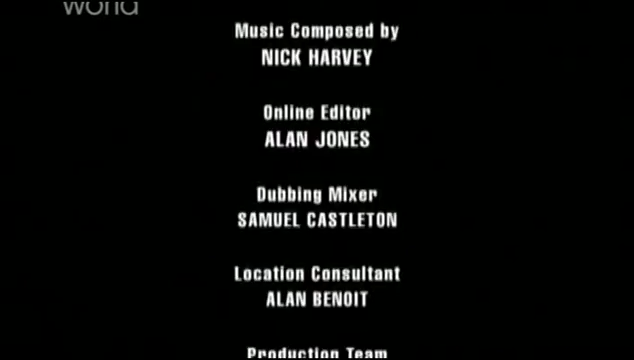 world
Music Composed by
NICK HARVEY
Online Editor
ALAN JONES
Dubbing Mixer
SAMUEL CASTLETON
Location Consultant
ALAN BENOIT
Production Team